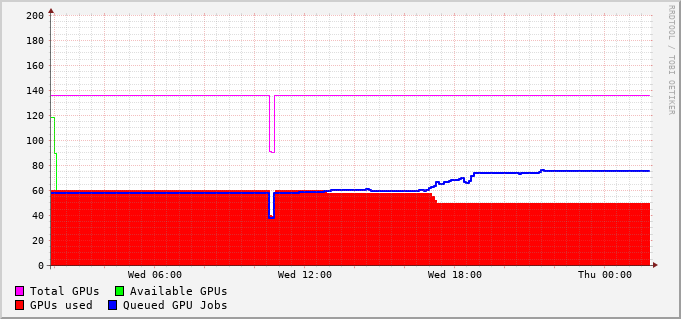 200
180
160
140
120
100
80
60
40
20
0
Wed 06:00 Wed 12:00 Wed 18:00 Thu 00:00
Total GPUs Available GPUs
GPUs used Queued GPU Jobs
RRDTOOL / TOBI OETIKER